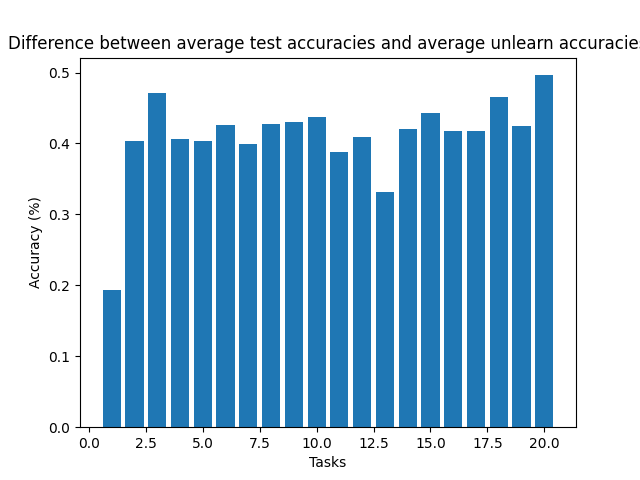 Difference between average test accuracies and average unlearn accuracies
0.5
0.4
0.3
0.2
0.1
0.0
Accuracy (%)
0.0 2.5 5.0 7.5 10.0 12.5 15.0 17.5 20.0
Tasks